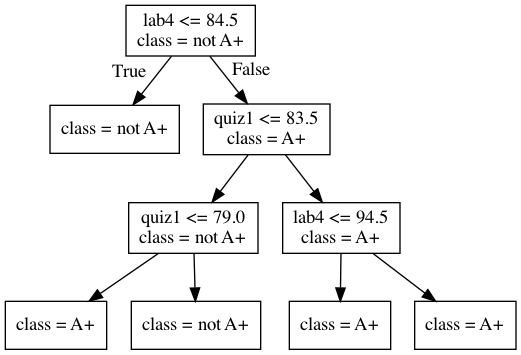 lab4 <= 84.5
class = not A+
True
False
class = not A+
quiz1 <= 83.5
class = A+
quiz1 <= 79.0
class = not A+
lab4 <= 94.5
class = A+
class = A+
class = not A+
class = A+
class = A+